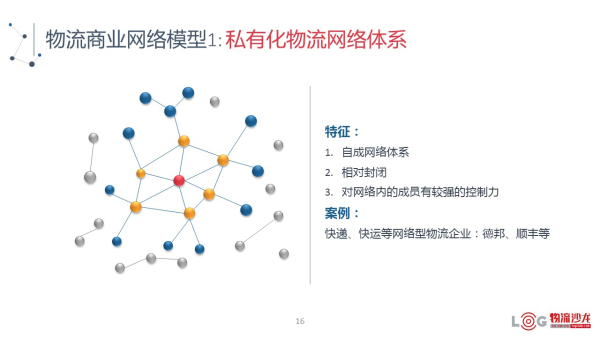 物流商业网络模型1: 私有化物流网络体系
特征：
1. 自成网络体系
2. 相对封闭
3. 对网络内的成员有较强的控制力
案例：
快递、快运等网络型物流企业：德邦、顺丰等
16
LOG 物流沙龙